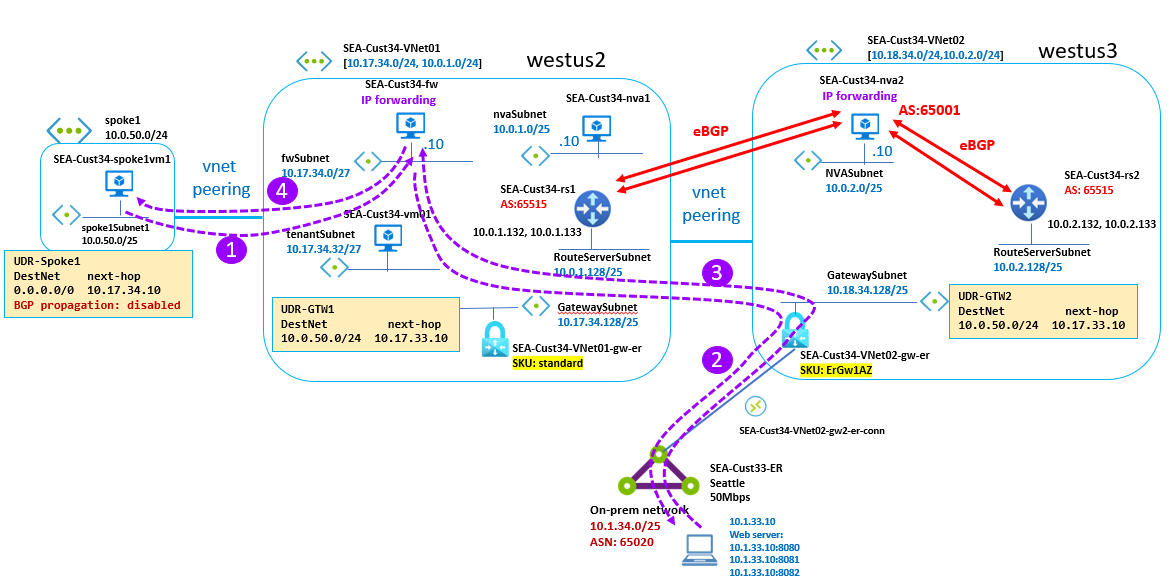 SEA-Cust34-VNet01
[10.17.34.0/24, 10.0.1.0/24]
westus2
SEA-Cust34-VNet02
[10.18.34.0/24,10.0.2.0/24]
westus3
SEA-Cust34-fw
IP forwarding
.10
fwSubnet
10.17.34.0/27
nvaSubnet
10.0.1.0/25
SEA-Cust34-nva1
.10
SEA-Cust34-nva2
IP forwarding
AS:65001
.10
NVASubnet
10.0.2.0/25
eBGP
eBGP
spoke1
10.0.50.0/24
SEA-Cust34-spoke1vm1
spoke1Subnet1
10.0.50.0/25
vnet
peering
4
1
SEA-Cust34-rs1
AS:65515
10.0.1.132, 10.0.1.133
RouteServerSubnet
10.0.1.128/25
SEA-Cust34-vm01
tenantSubnet
10.17.34.32/27
vnet
peering
3
SEA-Cust34-rs2
AS: 65515
10.0.2.132, 10.0.2.133
RouteServerSubnet
10.0.2.128/25
UDR-Spoke1
DestNet next-hop
0.0.0.0/0 10.17.34.10
BGP propagation: disabled
UDR-GTW1
DestNet next-hop
10.0.50.0/24 10.17.33.10
GatewaySubnet
10.17.34.128/25
SEA-Cust34-VNet01-gw-er
SKU: standard
GatewaySubnet
10.18.34.128/25
UDR-GTW2
DestNet next-hop
10.0.50.0/24 10.17.33.10
SEA-Cust34-VNet02-gw-er
SKU: ErGw1AZ
2
SEA-Cust34-VNet02-gw2-er-conn
SEA-Cust33-ER
Seattle
50Mbps
On-prem network
10.1.34.0/25
ASN: 65020
10.1.33.10
Web server:
10.1.33.10:8080
10.1.33.10:8081
10.1.33.10:8082